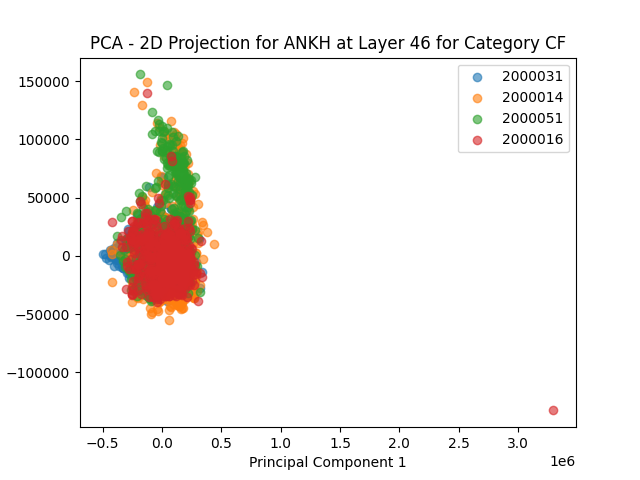 PCA - 2D Projection for ANKH at Layer 46 for Category CF
2000031
2000014
2000051
2000016
150000
100000
50000
0
−50000
−100000
−0.5 0.0 0.5 1.0 1.5 2.0 2.5 3.0
1e6
Principal Component 1